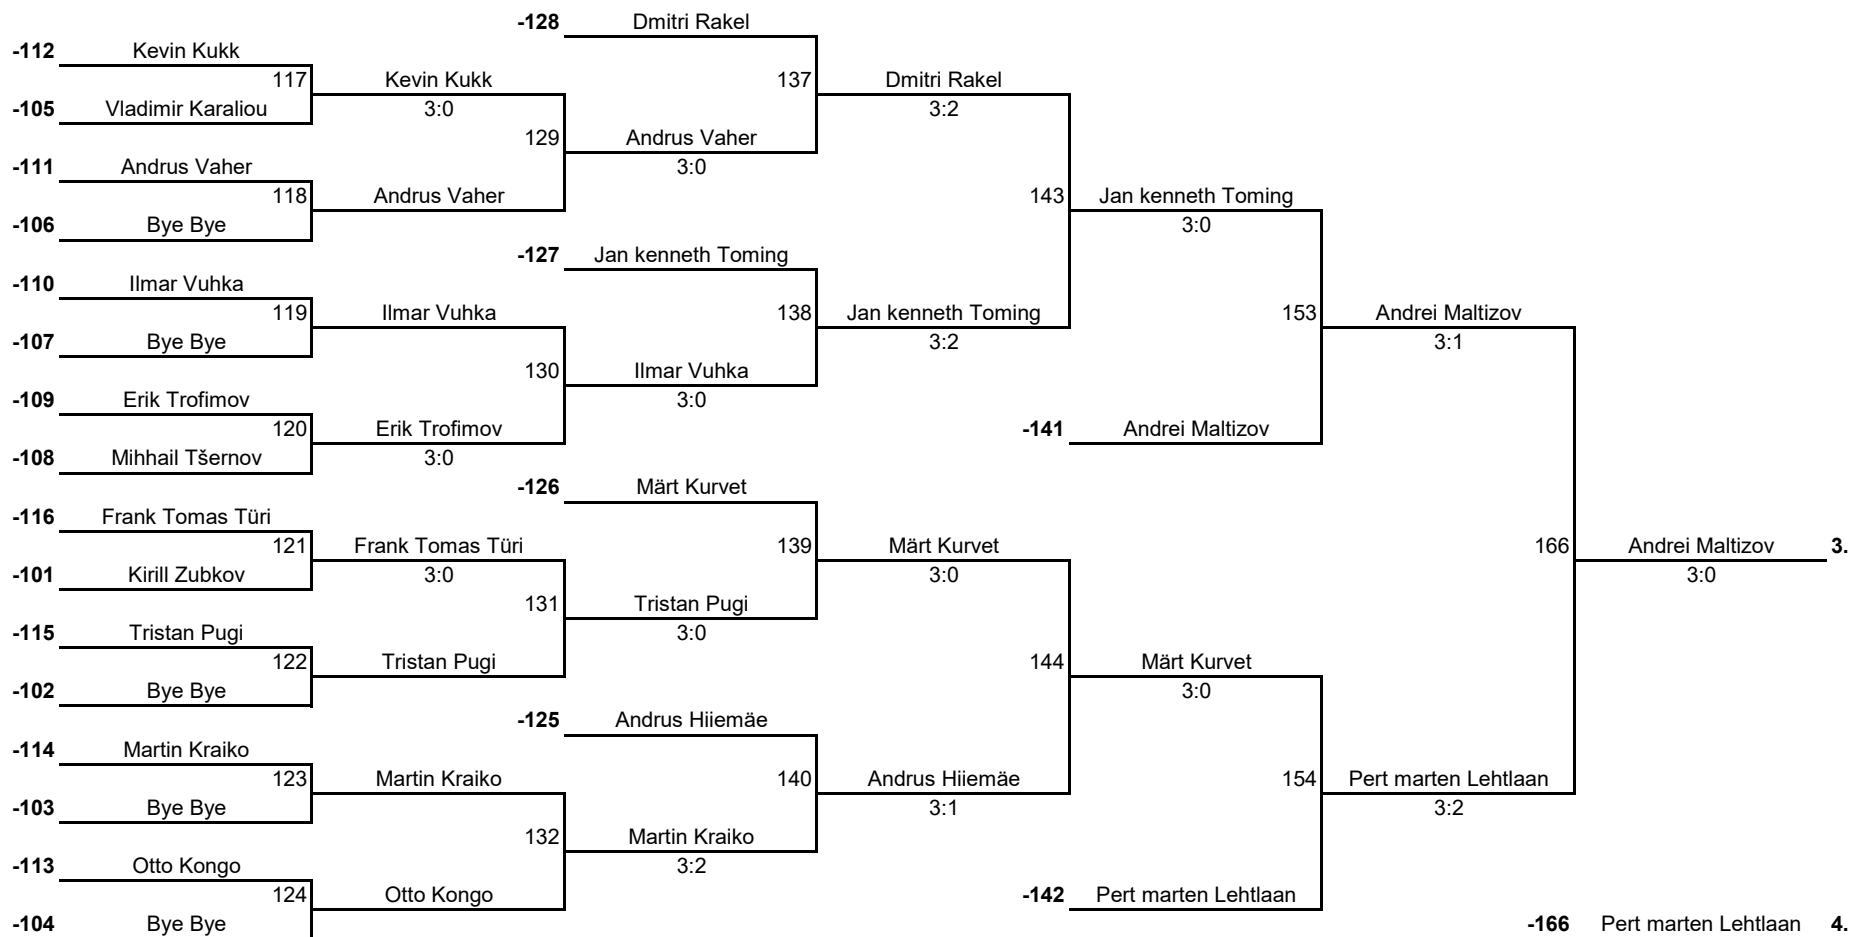 -128 Dmitri Rakel
-112 Kevin Kukk
117 Kevin Kukk 137 Dmitri Rakel
-105 Vladimir Karaliou 3:0 3:2
129 Andrus Vaher
-111 Andrus Vaher 3:0
118 Andrus Vaher 143 Jan kenneth Toming
-106 Bye Bye 3:0
-127 Jan kenneth Toming
-110 Ilmar Vuhka
119 Ilmar Vuhka 138 Jan kenneth Toming 153 Andrei Maltizov
-107 Bye Bye 3:2 3:1
130 Ilmar Vuhka
-109 Erik Trofimov 3:0
120 Erik Trofimov -141 Andrei Maltizov
-108 Mihhail Tšernov 3:0
-126 Märt Kurvet
-116 Frank Tomas Türi
121 Frank Tomas Türi 139 Märt Kurvet 166 Andrei Maltizov 3.
-101 Kirill Zubkov 3:0 3:0 3:0
131 Tristan Pugi
-115 Tristan Pugi 3:0
122 Tristan Pugi 144 Märt Kurvet
-102 Bye Bye 3:0
-125 Andrus Hiiemäe
-114 Martin Kraiko
123 Martin Kraiko 140 Andrus Hiiemäe 154 Pert marten Lehtlaan
-103 Bye Bye 3:1 3:2
132 Martin Kraiko
-113 Otto Kongo 3:2
124 Otto Kongo -142 Pert marten Lehtlaan
-104 Bye Bye -166 Pert marten Lehtlaan 4.